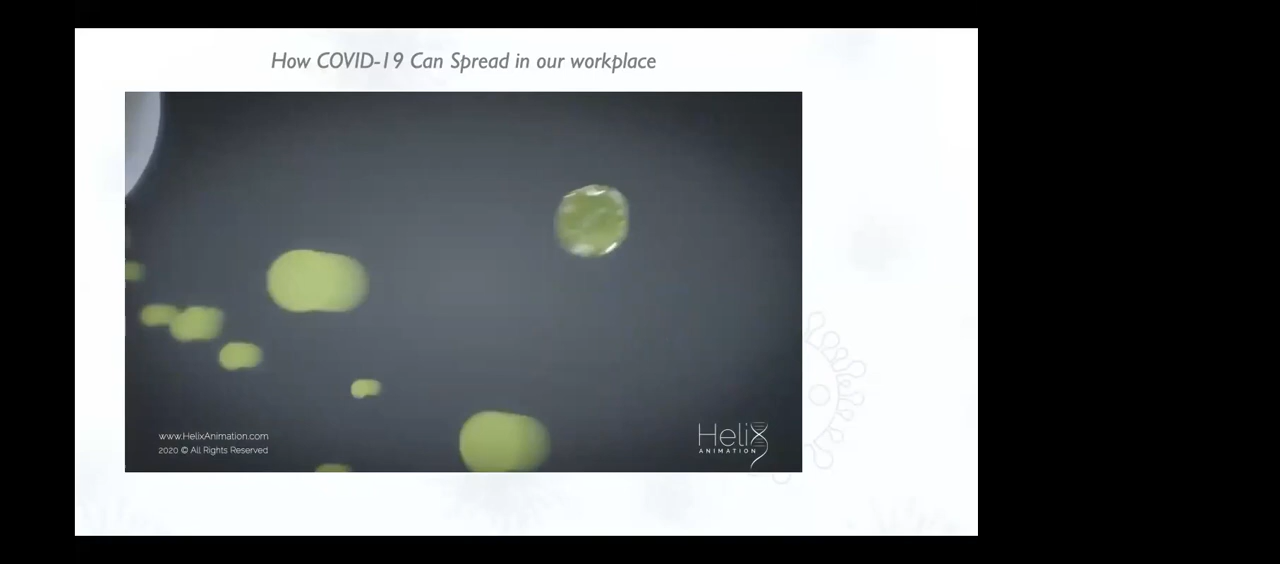 How COVID-19 Can Spread in our workplace
www.HelixAnimation.com
2020 © All Rights Reserved
Helix
ANIMATION